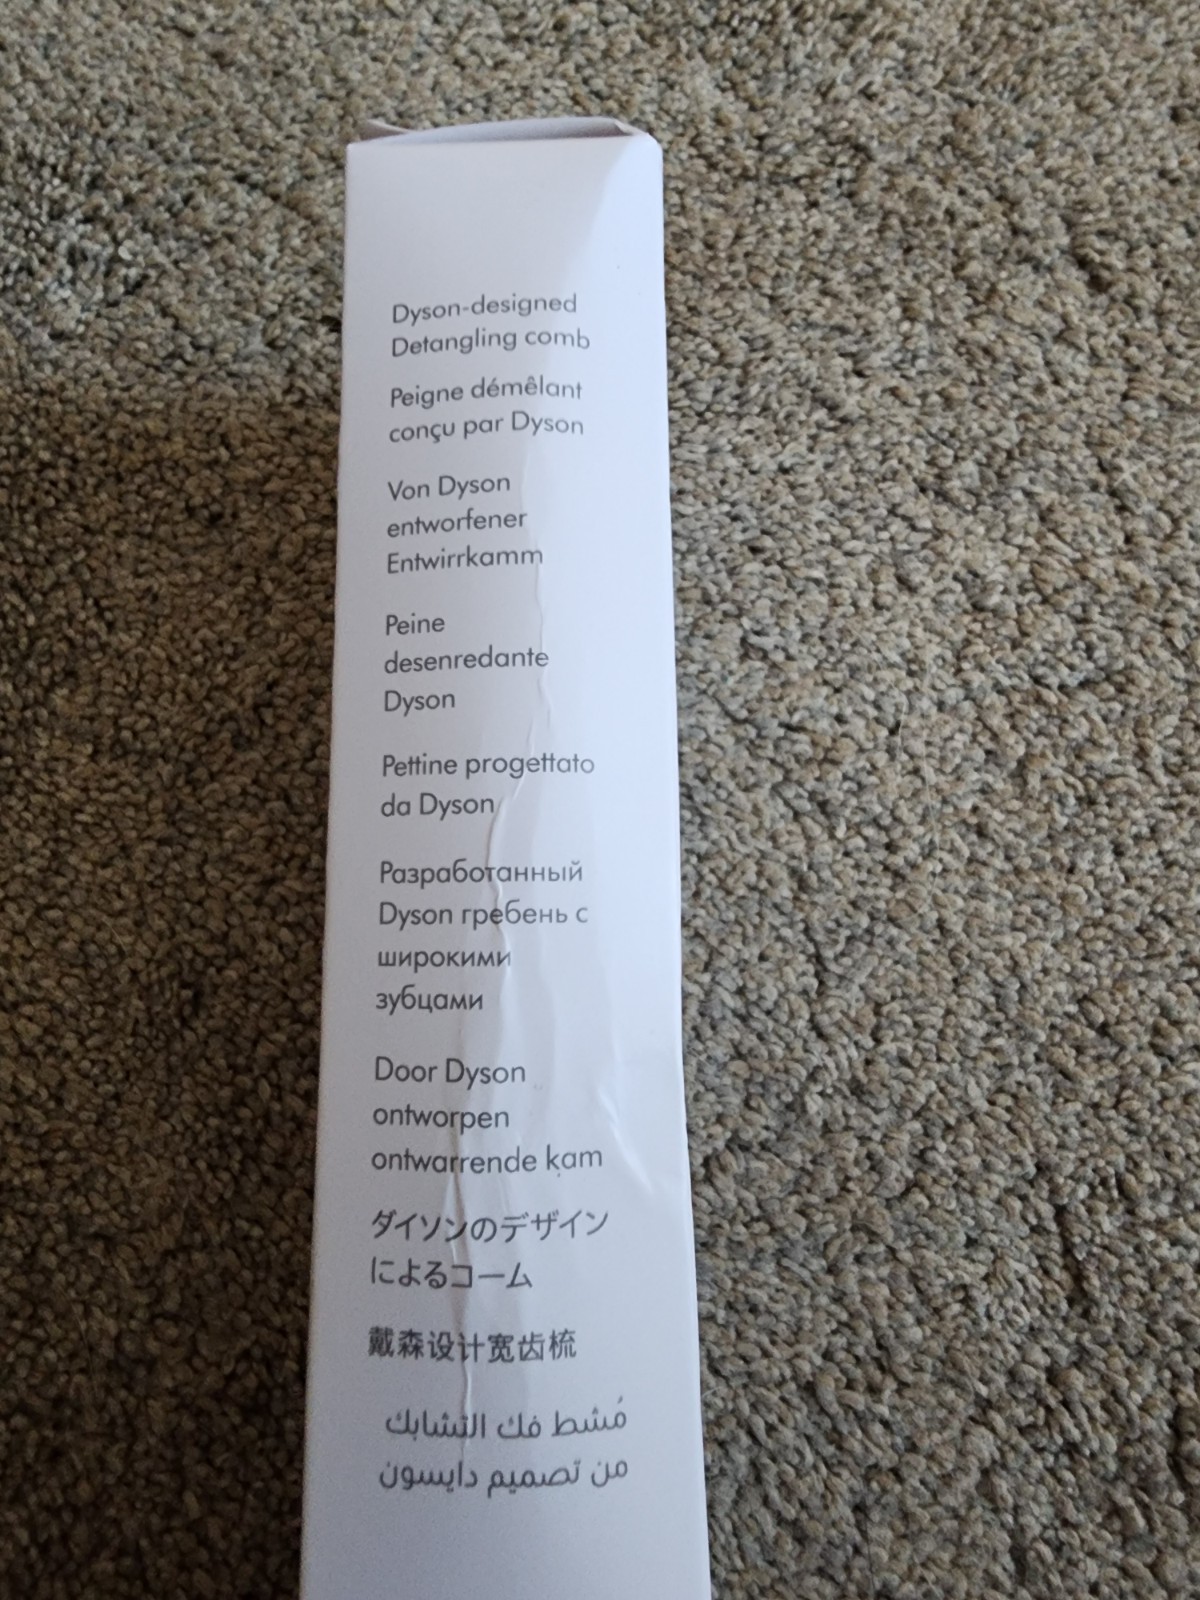 Dyson-designed
Detangling comb
Peigne démêlant
conçu par Dyson
Von Dyson
entworfener
Entwirrkamm
Peine
desenredante
Dyson
Pettine progettato
da Dyson
Разработанный
Dyson гребень с
широкими
зубцами
Door Dyson
ontworpen
ontwarrende kam
ダイソンのデザイン
によるコーム
戴森设计宽齿梳
مُشط فك التشابك
من تصميم دايسون